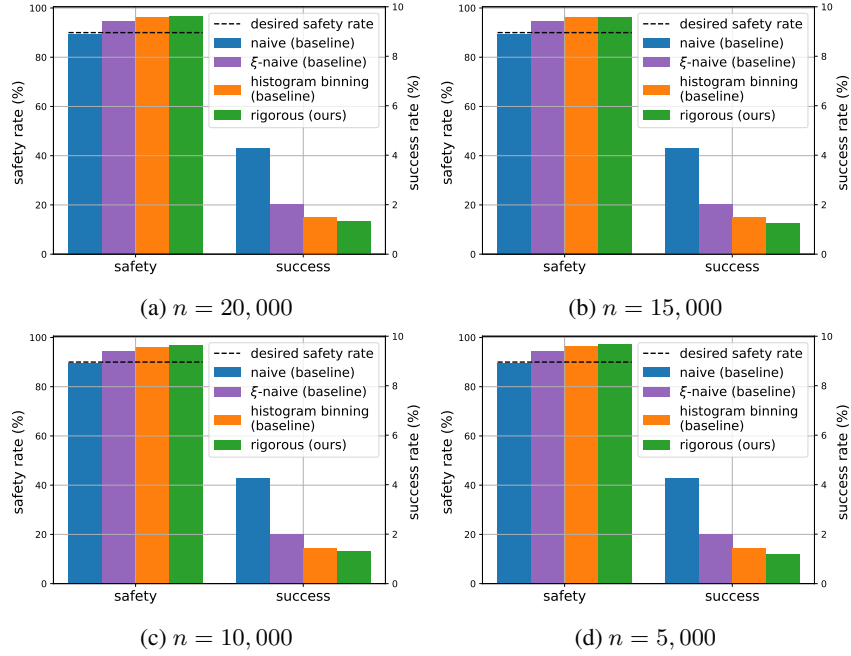 100
80
60
40
20
0
safety rate (%)
safety
success
10
8
6
4
2
0
success rate (%)
desired safety rate
naive (baseline)
ξ-naive (baseline)
histogram binning
(baseline)
rigorous (ours)
(a) n = 20, 000
100
80
60
40
20
0
safety rate (%)
safety
success
10
8
6
4
2
0
success rate (%)
desired safety rate
naive (baseline)
ξ-naive (baseline)
histogram binning
(baseline)
rigorous (ours)
(b) n = 15, 000
100
80
60
40
20
0
safety rate (%)
safety
success
10
8
6
4
2
0
success rate (%)
desired safety rate
naive (baseline)
ξ-naive (baseline)
histogram binning
(baseline)
rigorous (ours)
(c) n = 10, 000
100
80
60
40
20
0
safety rate (%)
safety
success
10
8
6
4
2
0
success rate (%)
desired safety rate
naive (baseline)
ξ-naive (baseline)
histogram binning
(baseline)
rigorous (ours)
(d) n = 5, 000